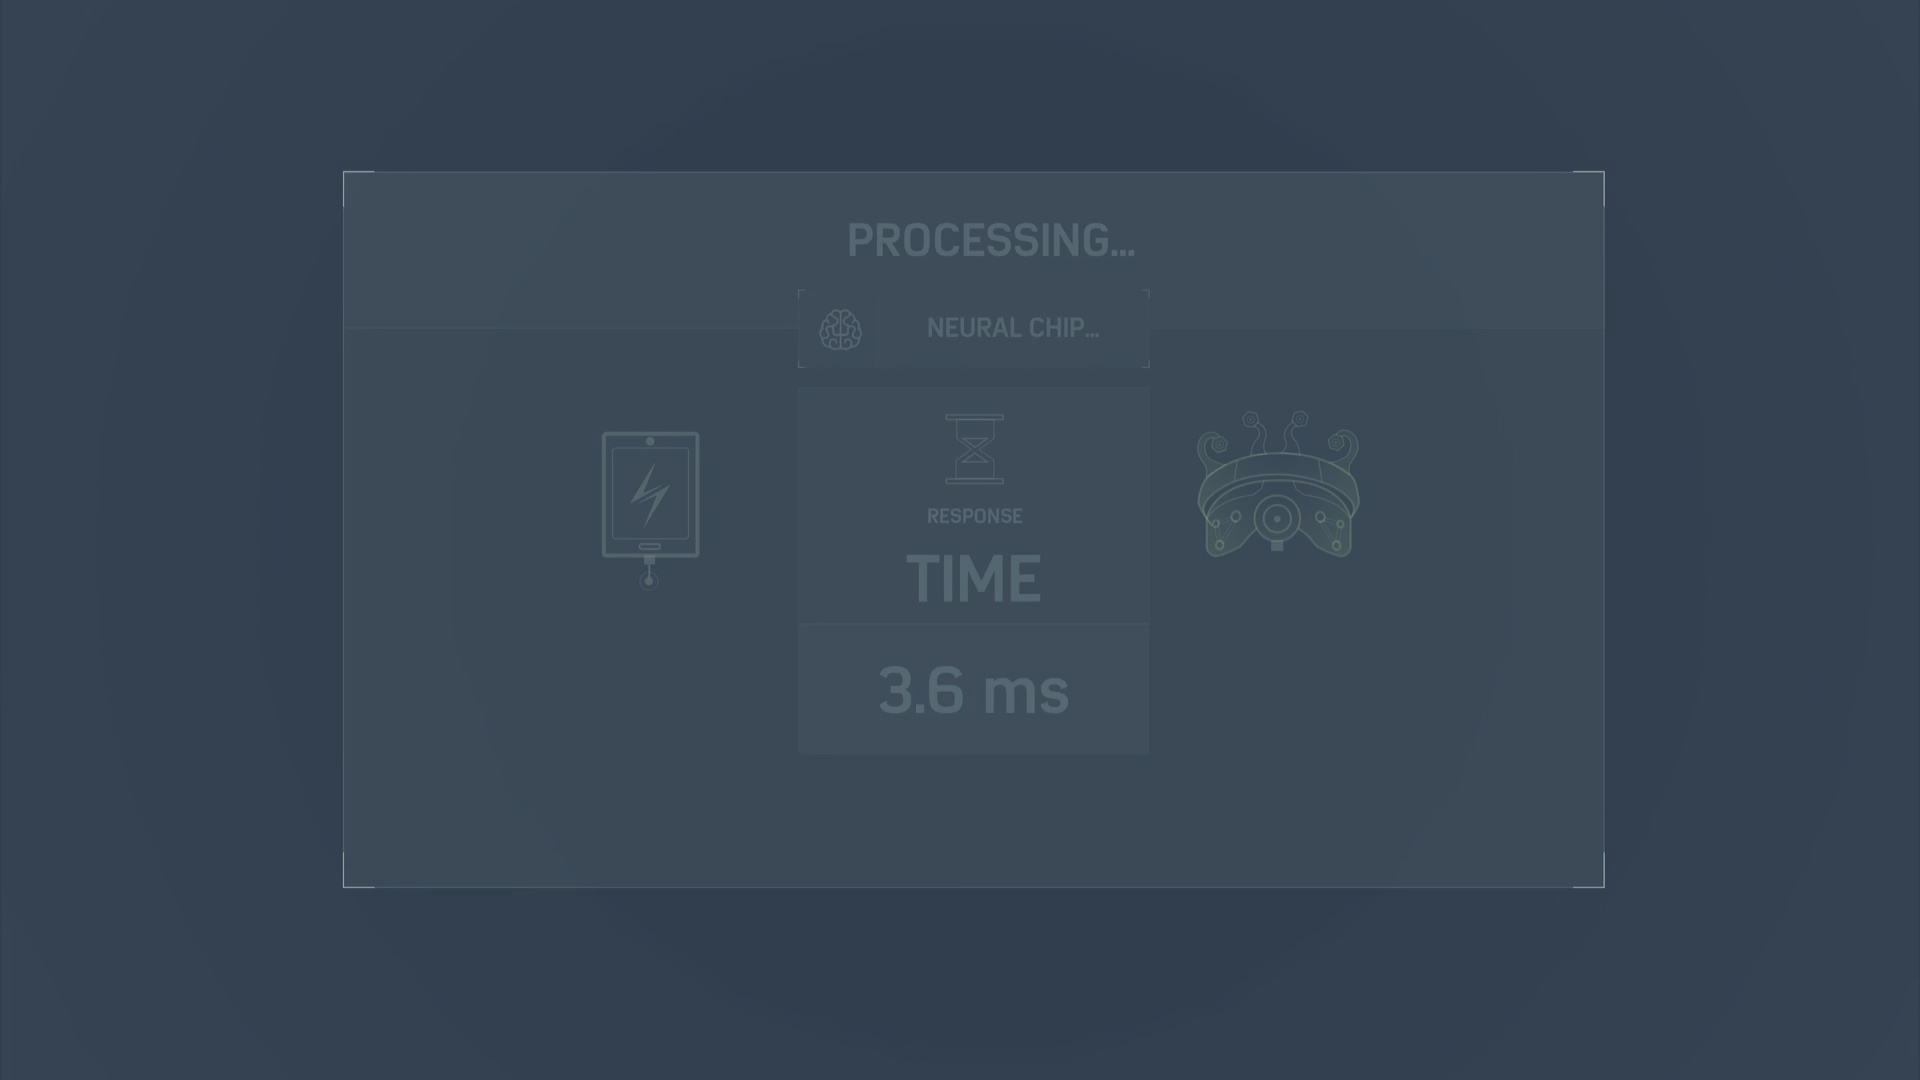 PROCESSING...
NEURAL CHIP...
RESPONSE
TIME
3.6 ms